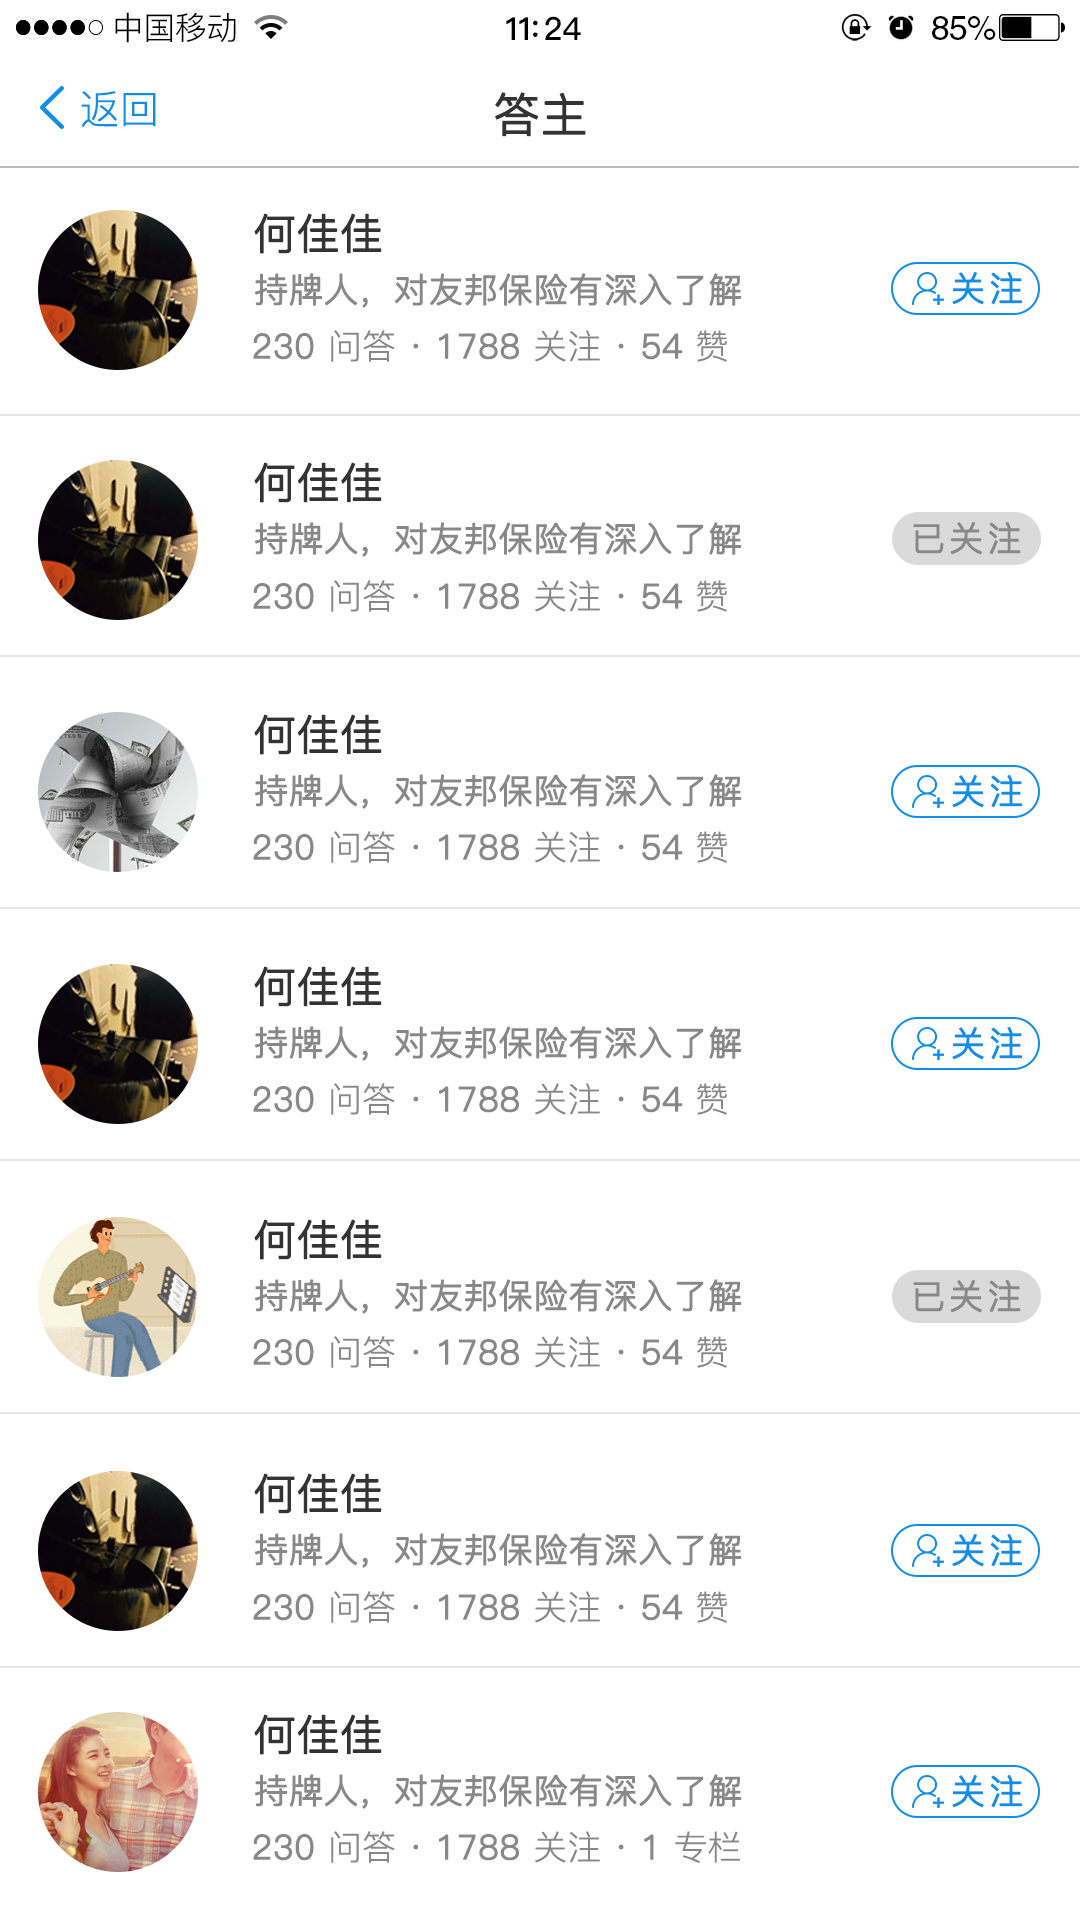 中国移动 11:24 85%
返回 答主
何佳佳
持牌人，对友邦保险有深入了解 关注
230 问答 · 1788 关注 · 54 赞
何佳佳
持牌人，对友邦保险有深入了解 已关注
230 问答 · 1788 关注 · 54 赞
何佳佳
持牌人，对友邦保险有深入了解 关注
230 问答 · 1788 关注 · 54 赞
何佳佳
持牌人，对友邦保险有深入了解 关注
230 问答 · 1788 关注 · 54 赞
何佳佳
持牌人，对友邦保险有深入了解 已关注
230 问答 · 1788 关注 · 54 赞
何佳佳
持牌人，对友邦保险有深入了解 关注
230 问答 · 1788 关注 · 54 赞
何佳佳
持牌人，对友邦保险有深入了解 关注
230 问答 · 1788 关注 · 1 专栏